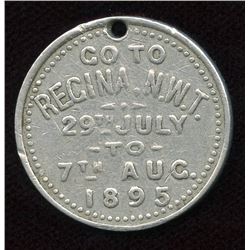 GO TO
REGINA N.W.T.
29TH JULY
-TO-
7TH AUG.
1895